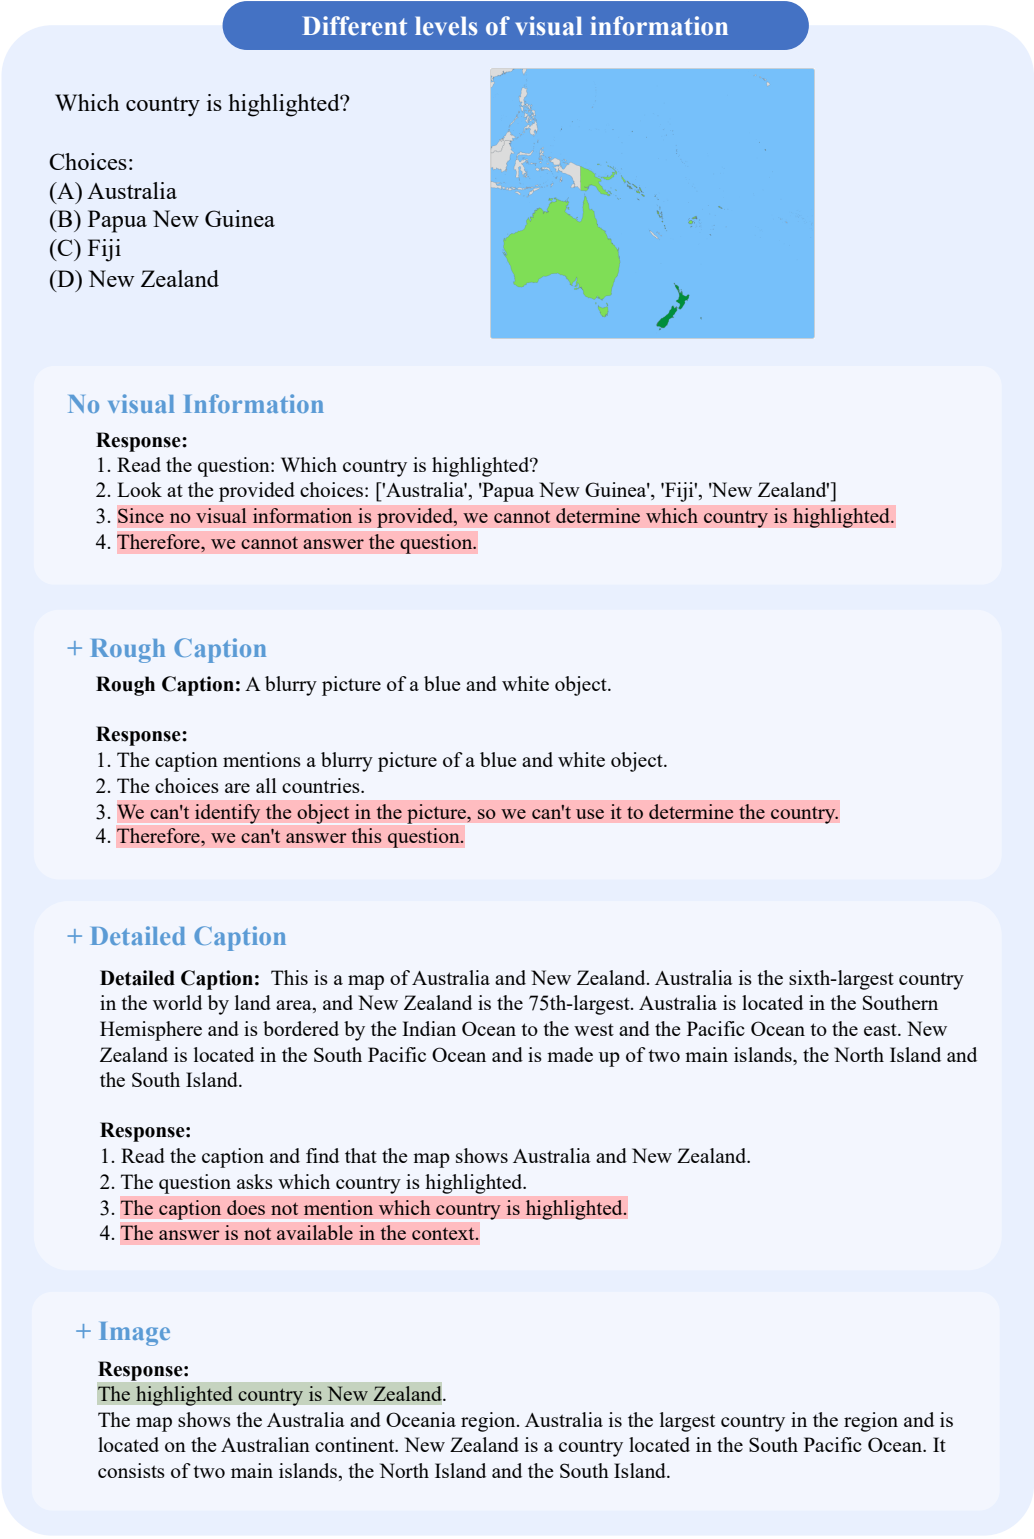 Different levels of visual information
Which country is highlighted?
Choices:
(A) Australia
(B) Papua New Guinea
(C) Fiji
(D) New Zealand
No visual Information
Response:
1. Read the question: Which country is highlighted?
2. Look at the provided choices: ['Australia', 'Papua New Guinea', 'Fiji', 'New Zealand']
3. Since no visual information is provided, we cannot determine which country is highlighted.
4. Therefore, we cannot answer the question.
+ Rough Caption
Rough Caption: A blurry picture of a blue and white object.
Response:
1. The caption mentions a blurry picture of a blue and white object.
2. The choices are all countries.
3. We can't identify the object in the picture, so we can't use it to determine the country.
4. Therefore, we can't answer this question.
+ Detailed Caption
Detailed Caption: This is a map of Australia and New Zealand. Australia is the sixth-largest country
in the world by land area, and New Zealand is the 75th-largest. Australia is located in the Southern
Hemisphere and is bordered by the Indian Ocean to the west and the Pacific Ocean to the east. New
Zealand is located in the South Pacific Ocean and is made up of two main islands, the North Island and
the South Island.
Response:
1. Read the caption and find that the map shows Australia and New Zealand.
2. The question asks which country is highlighted.
3. The caption does not mention which country is highlighted.
4. The answer is not available in the context.
+ Image
Response:
The highlighted country is New Zealand.
The map shows the Australia and Oceania region. Australia is the largest country in the region and is
located on the Australian continent. New Zealand is a country located in the South Pacific Ocean. It
consists of two main islands, the North Island and the South Island.